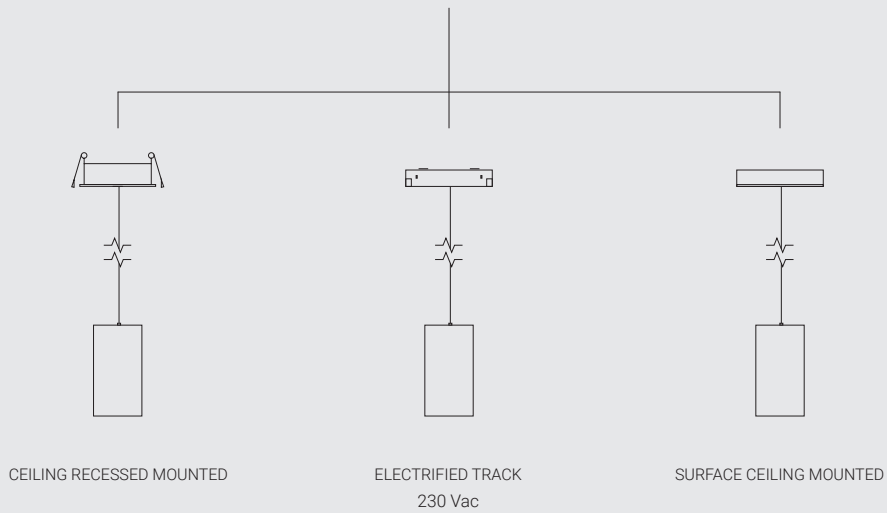 CEILING RECESSED MOUNTED
ELECTRIFIED TRACK
230 Vac
SURFACE CEILING MOUNTED